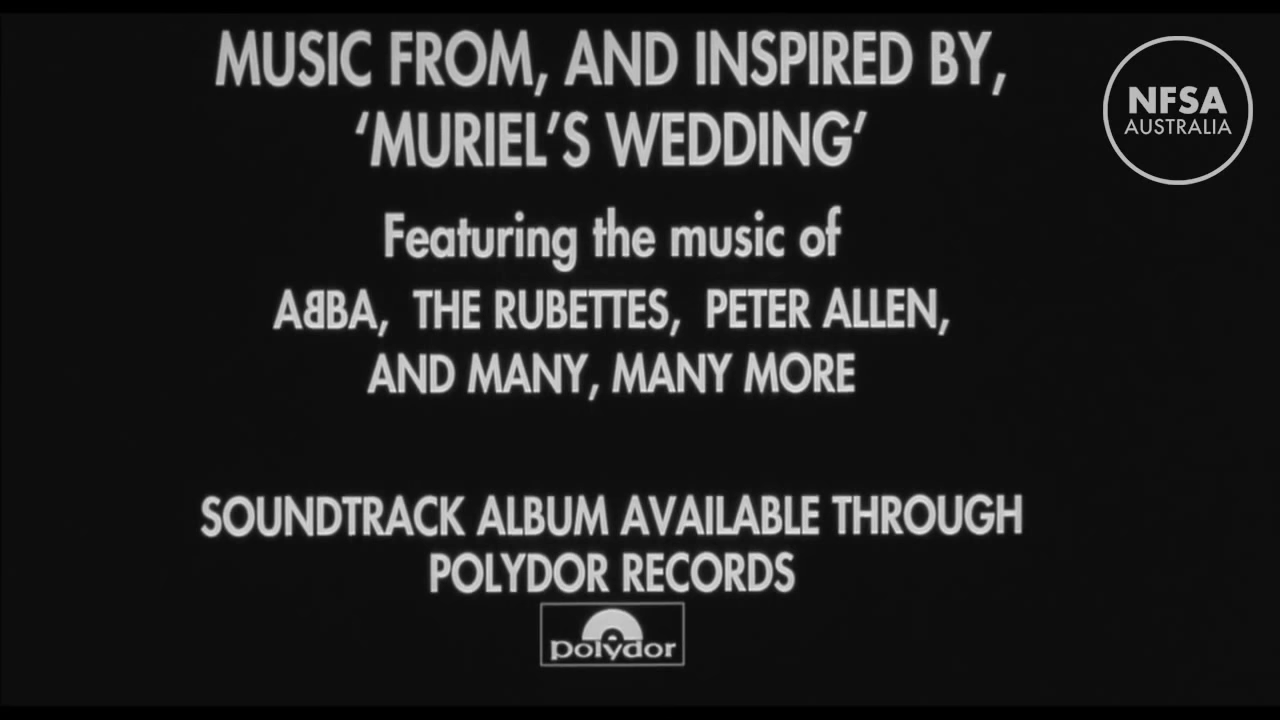 MUSIC FROM, AND INSPIRED BY,
‘MURIEL’S WEDDING’
Featuring the music of
ABBA, THE RUBETTES, PETER ALLEN,
AND MANY, MANY MORE
SOUNDTRACK ALBUM AVAILABLE THROUGH
POLYDOR RECORDS
polydor
NFSA
AUSTRALIA